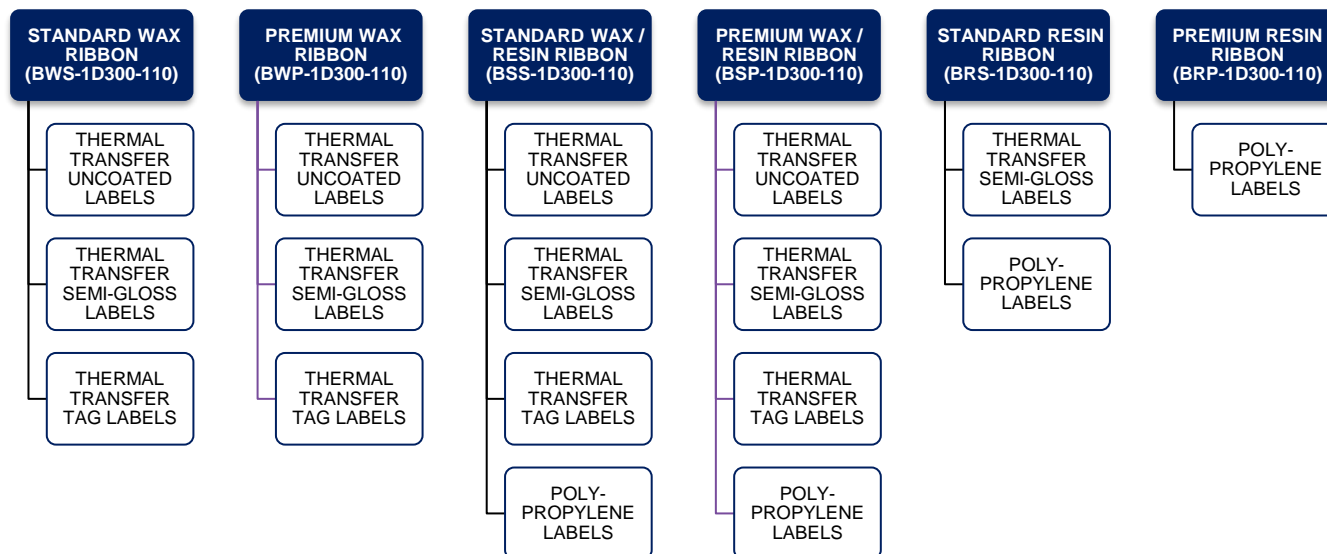 STANDARD WAX
RIBBON
(BWS-1D300-110)
THERMAL
TRANSFER
UNCOATED
LABELS
THERMAL
TRANSFER
SEMI-GLOSS
LABELS
THERMAL
TRANSFER
TAG LABELS
PREMIUM WAX
RIBBON
(BWP-1D300-110)
THERMAL
TRANSFER
UNCOATED
LABELS
THERMAL
TRANSFER
SEMI-GLOSS
LABELS
THERMAL
TRANSFER
TAG LABELS
STANDARD WAX /
RESIN RIBBON
(BSS-1D300-110)
THERMAL
TRANSFER
UNCOATED
LABELS
THERMAL
TRANSFER
SEMI-GLOSS
LABELS
THERMAL
TRANSFER
TAG LABELS
POLY-
PROPYLENE
LABELS
PREMIUM WAX /
RESIN RIBBON
(BSP-1D300-110)
THERMAL
TRANSFER
UNCOATED
LABELS
THERMAL
TRANSFER
SEMI-GLOSS
LABELS
THERMAL
TRANSFER
TAG LABELS
POLY-
PROPYLENE
LABELS
STANDARD RESIN
RIBBON
(BRS-1D300-110)
THERMAL
TRANSFER
SEMI-GLOSS
LABELS
POLY-
PROPYLENE
LABELS
PREMIUM RESIN
RIBBON
(BRP-1D300-110)
POLY-
PROPYLENE
LABELS